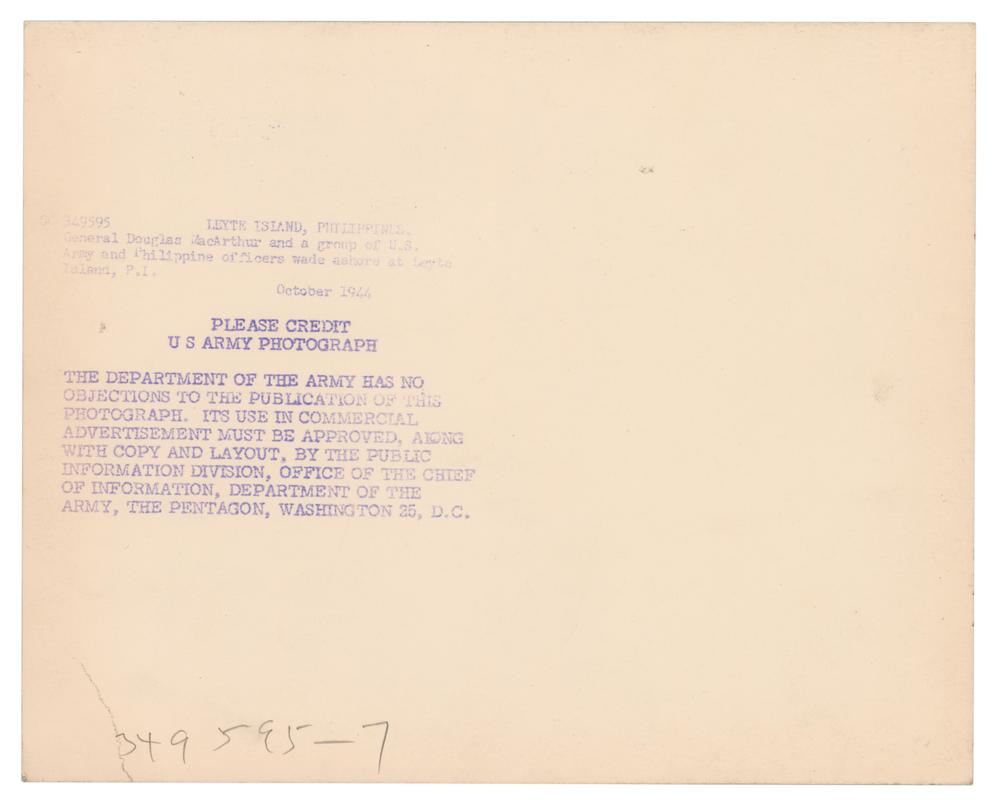 SC 349595 LEYTE ISLAND, PHILIPPINES.
General Douglas MacArthur and a group of U.S.
Army and Philippine officers wade ashore at Leyte
Island, P.I.
October 1944
PLEASE CREDIT
U S ARMY PHOTOGRAPH
THE DEPARTMENT OF THE ARMY HAS NO
OBJECTIONS TO THE PUBLICATION OF THIS
PHOTOGRAPH. ITS USE IN COMMERCIAL
ADVERTISEMENT MUST BE APPROVED, ALONG
WITH COPY AND LAYOUT, BY THE PUBLIC
INFORMATION DIVISION, OFFICE OF THE CHIEF
OF INFORMATION, DEPARTMENT OF THE
ARMY, THE PENTAGON, WASHINGTON 25, D.C.
349595-7